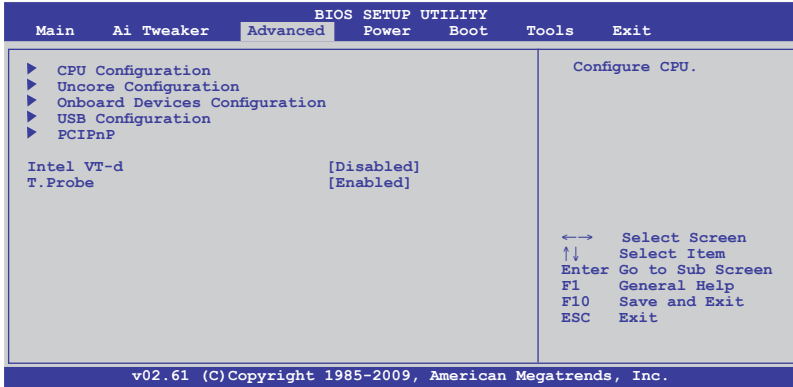 BIOS SETUP UTILITY
Main Ai Tweaker Advanced Power Boot Tools Exit
CPU Configuration
Uncore Configuration
Onboard Devices Configuration
USB Configuration
PCIPnP
Intel VT-d [Disabled]
T.Probe [Enabled]
Configure CPU.
←→ Select Screen
↑↓ Select Item
Enter Go to Sub Screen
F1 General Help
F10 Save and Exit
ESC Exit
v02.61 (C)Copyright 1985-2009, American Megatrends, Inc.